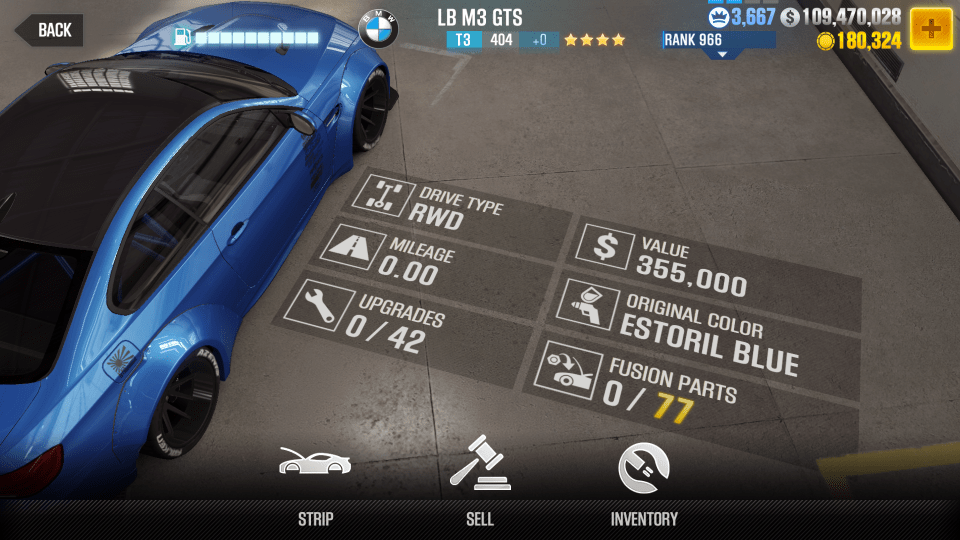 BACK
BMW
LB M3 GTS
T3 404 +0
RANK 966
3,667
$ 109,470,028
180,324
DRIVE TYPE
RWD
MILEAGE
0.00
UPGRADES
0 / 42
$ VALUE
355,000
ORIGINAL COLOR
ESTORIL BLUE
FUSION PARTS
0 / 77
STRIP
SELL
INVENTORY